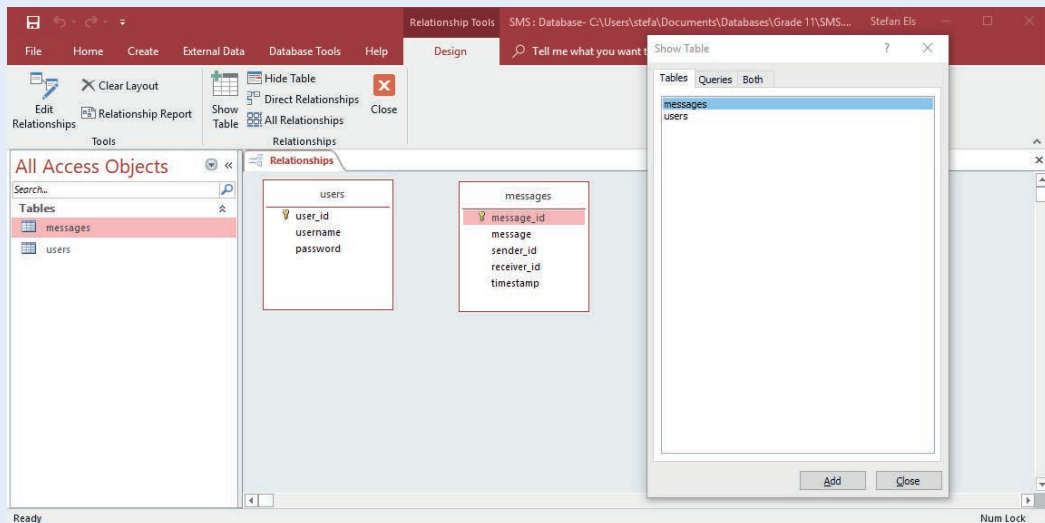 Relationship Tools SMS : Database- C:\Users\stefa\Documents\Databases\Grade 11\SMS.... Stefan Els
File Home Create External Data Database Tools Help Design Tell me what you want t
Edit Relationships
Clear Layout
Relationship Report
Tools
Show Table
Hide Table
Direct Relationships
All Relationships
Relationships
Close
All Access Objects
Search...
Tables
messages
users
Relationships
users
user_id
username
password
messages
message_id
message
sender_id
receiver_id
timestamp
Show Table ?
Tables Queries Both
messages
users
Add Close
Ready Num Lock